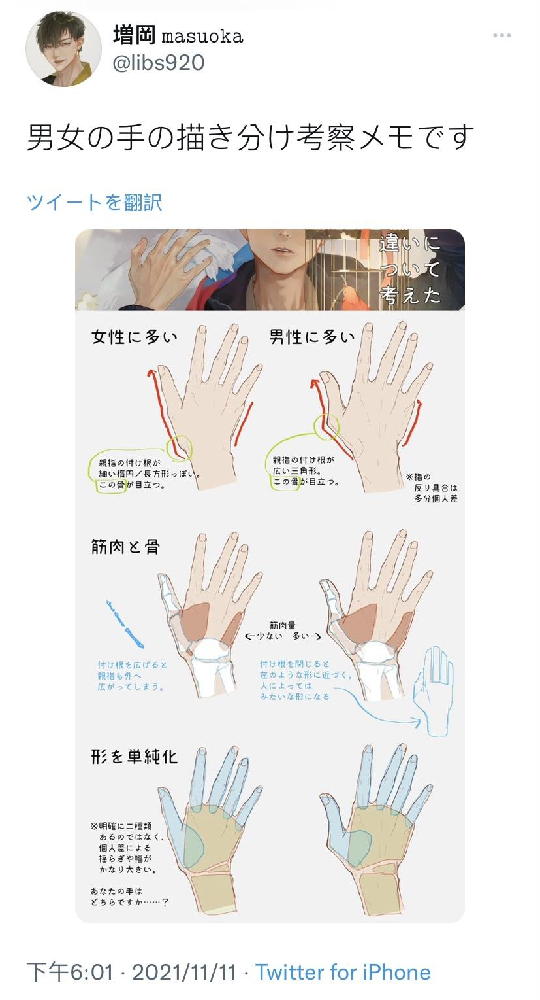 増岡 masuoka
@libs920
男女の手の描き分け考察メモです
ツイートを翻訳
違いに
ついて
考えた
女性に多い
男性に多い
親指の付け根が
細い楕円／長方形っぽい。
この骨が目立つ。
親指の付け根が
広い三角形。
この骨が目立つ。
※指の
反り具合は
多分個人差
筋肉と骨
筋肉量
←少ない 多い→
付け根を広げると
親指も外へ
広がってしまう。
付け根を閉じると
左のような形に近づく。
人によっては
みたいな形になる
形を単純化
※明確に二種類
あるのではなく、
個人差による
揺らぎや幅が
かなり大きい。
あなたの手は
どちらですか……？
下午6:01 · 2021/11/11 · Twitter for iPhone